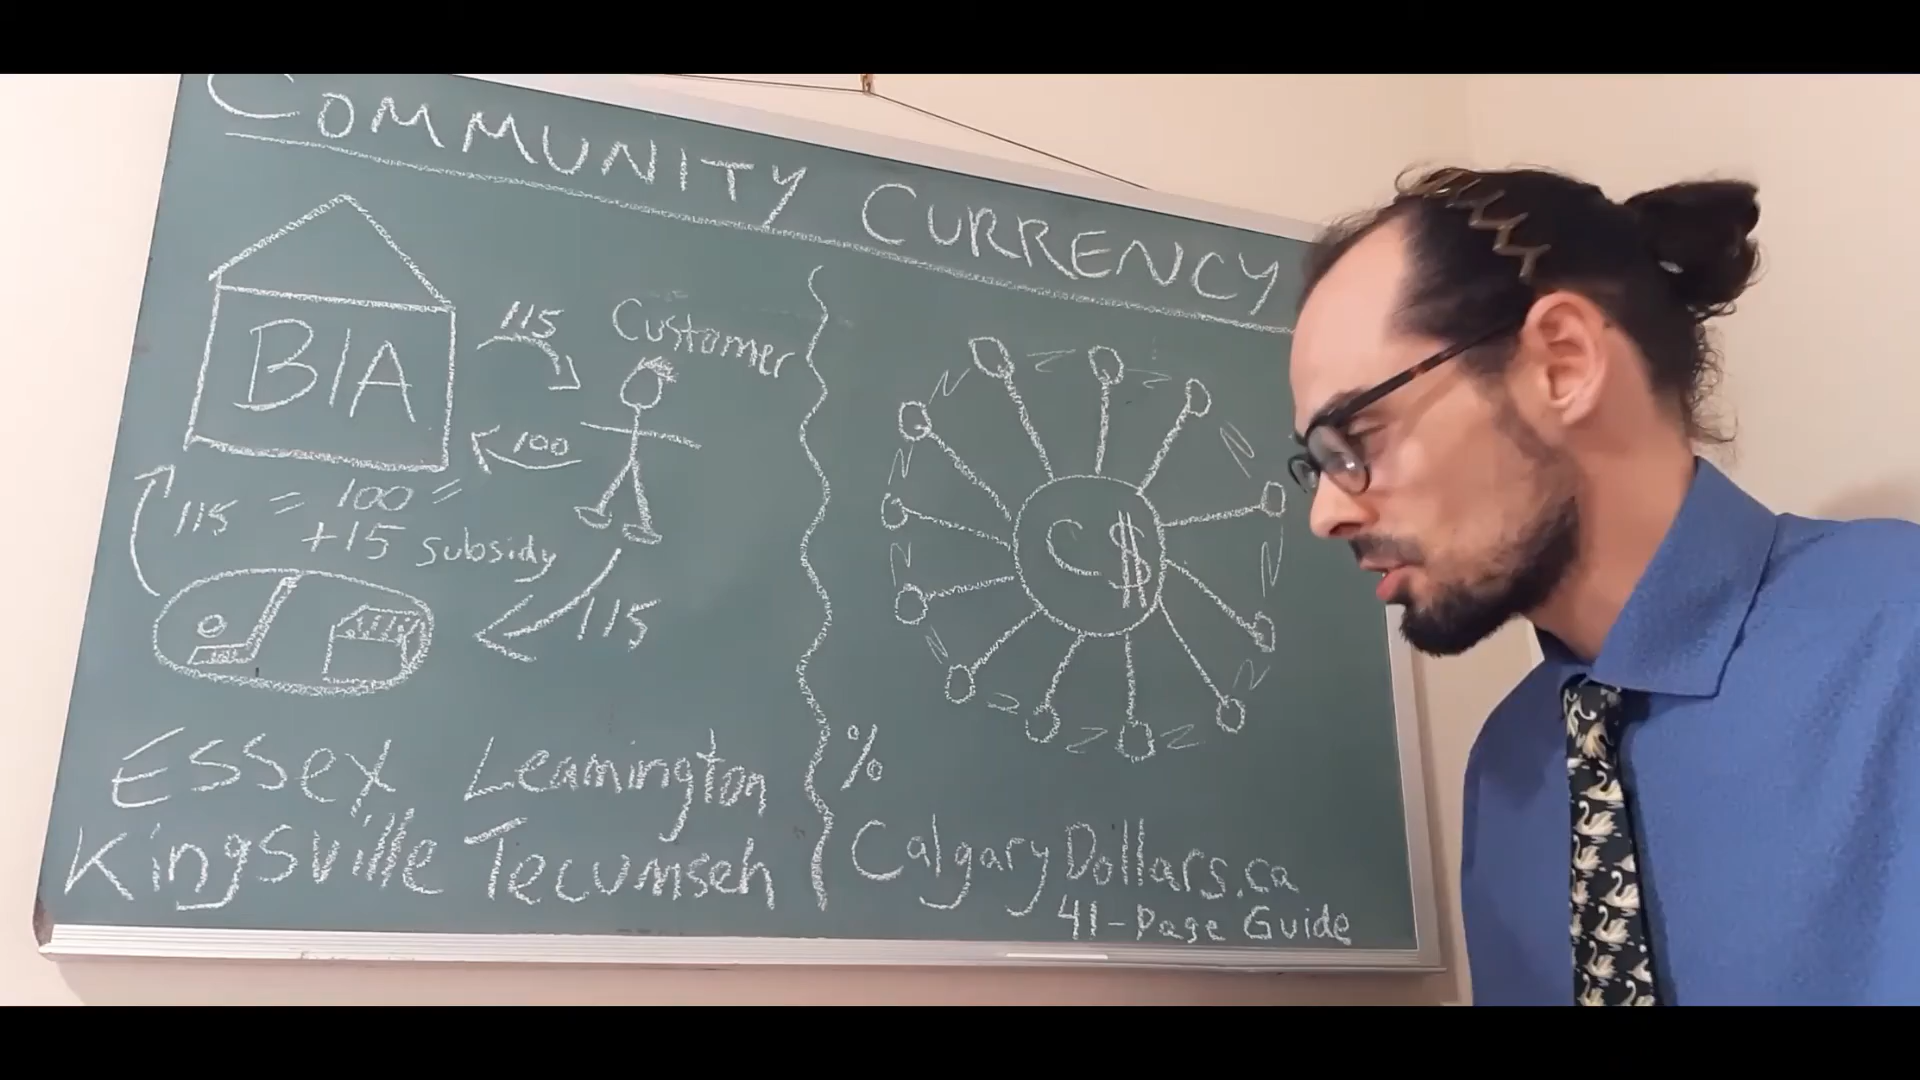 COMMUNITY CURRENCY
BIA
115
Customer
100
115 = 100 =
+15 subsidy
115
Essex Leamington
Kingsville Tecumseh
C$
%
CalgaryDollars.ca
41-Page Guide